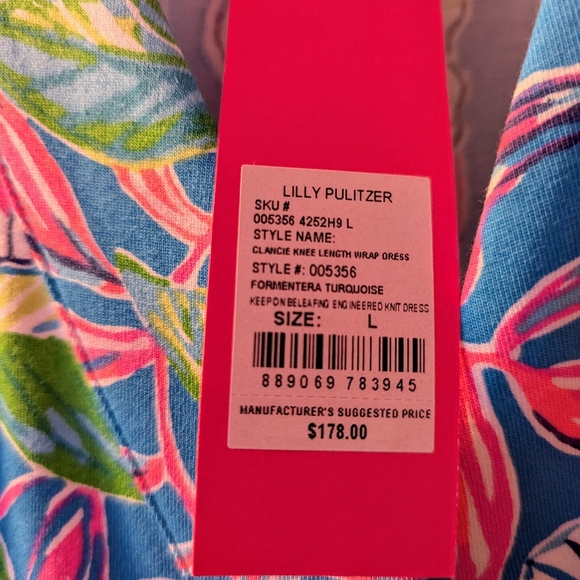 LILLY PULITZER
SKU #
005356 4252H9 L
STYLE NAME:
CLANCIE KNEE LENGTH WRAP DRESS
STYLE #: 005356
FORMENTERA TURQUOISE
KEEP ON BELEAFING ENGINEERED KNIT DRESS
SIZE: L
889069 783945
MANUFACTURER'S SUGGESTED PRICE
$178.00